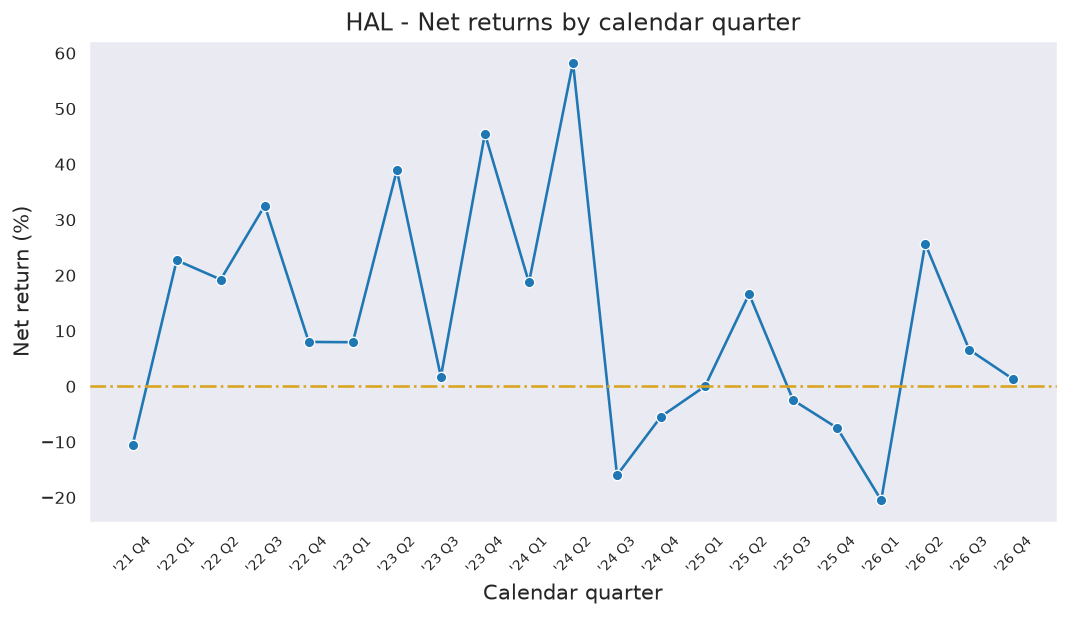 HAL - Net returns by calendar quarter
Net return (%)
60
50
40
30
20
10
0
−10
−20
'21 Q4
'22 Q1
'22 Q2
'22 Q3
'22 Q4
'23 Q1
'23 Q2
'23 Q3
'23 Q4
'24 Q1
'24 Q2
'24 Q3
'24 Q4
'25 Q1
'25 Q2
'25 Q3
'25 Q4
'26 Q1
'26 Q2
'26 Q3
'26 Q4
Calendar quarter